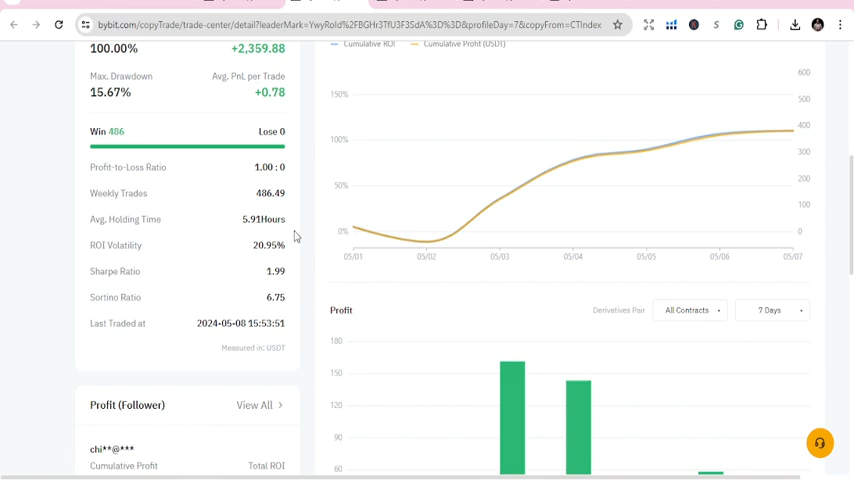 bybit.com/copyTrade/trade-center/detail?leaderMark=YwyRold%2FBGHr3TfU3F3SdA%3D%3D&profileDay=7&copyFrom=CTIndex
100.00%
+2,359.88
Max. Drawdown
Avg. PnL per Trade
15.67%
+0.78
Win 486
Lose 0
Profit-to-Loss Ratio
1.00 : 0
Weekly Trades
486.49
Avg. Holding Time
5.91Hours
ROI Volatility
20.95%
Sharpe Ratio
1.99
Sortino Ratio
6.75
Last Traded at
2024-05-08 15:53:51
Measured in: USDT
Profit (Follower)
View All >
chi**@***
Cumulative Profit
Total ROI
Cumulative ROI
Cumulative Profit (USDT)
150%
100%
50%
0%
600
500
400
300
200
100
0
05/01
05/02
05/03
05/04
05/05
05/06
05/07
Profit
Derivatives Pair
All Contracts
7 Days
180
150
120
90
60